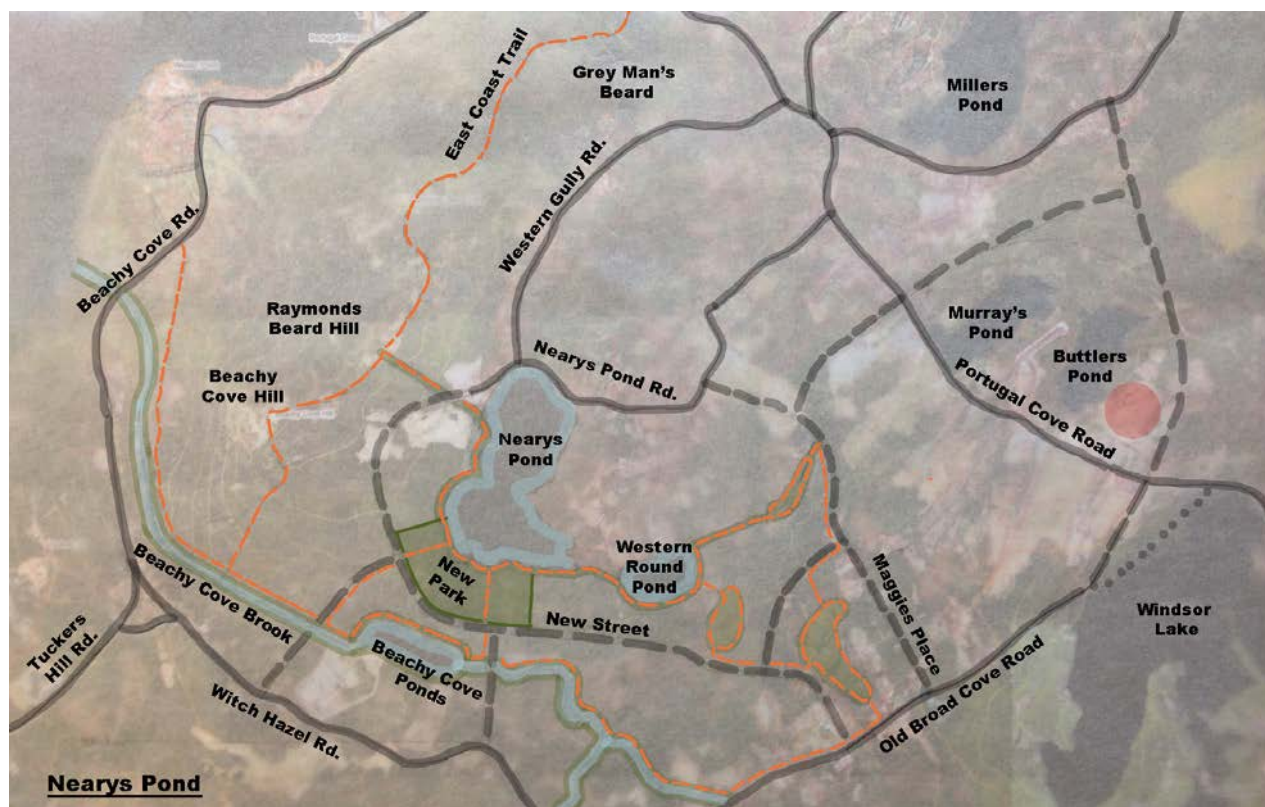 East Coast Trail
Grey Man's
Beard
Millers
Pond
Western Gully Rd.
Beachy Cove Rd.
Raymonds
Beard Hill
Murray's
Pond
Beachy
Cove Hill
Nearys Pond Rd.
Buttlers
Pond
Portugal Cove Road
Nearys
Pond
Western
Round
Pond
New
Park
Maggies Place
Beachy Cove Brook
New Street
Windsor
Lake
Tuckers
Hill Rd.
Beachy Cove
Ponds
Witch Hazel Rd.
Old Broad Cove Road
Nearys Pond